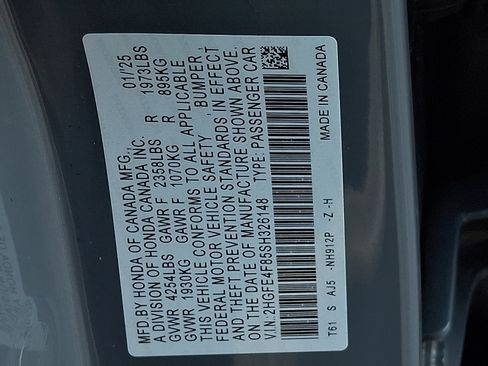 MFD.BY HONDA OF CANADA MFG.,
A DIVISION OF HONDA CANADA INC. 01/'25
GVWR 4254LBS GAWR F 2358LBS R 1973LBS
GVWR 1930KG GAWR F 1070KG R 895KG
THIS VEHICLE CONFORMS TO ALL APPLICABLE
FEDERAL MOTOR VEHICLE SAFETY, BUMPER,
AND THEFT PREVENTION STANDARDS IN EFFECT
ON THE DATE OF MANUFACTURE SHOWN ABOVE.
V.I.N:2HGFE4F85SH326148 TYPE: PASSENGER CAR
T61 S AJ5 -NH912P -Z -H MADE IN CANADA